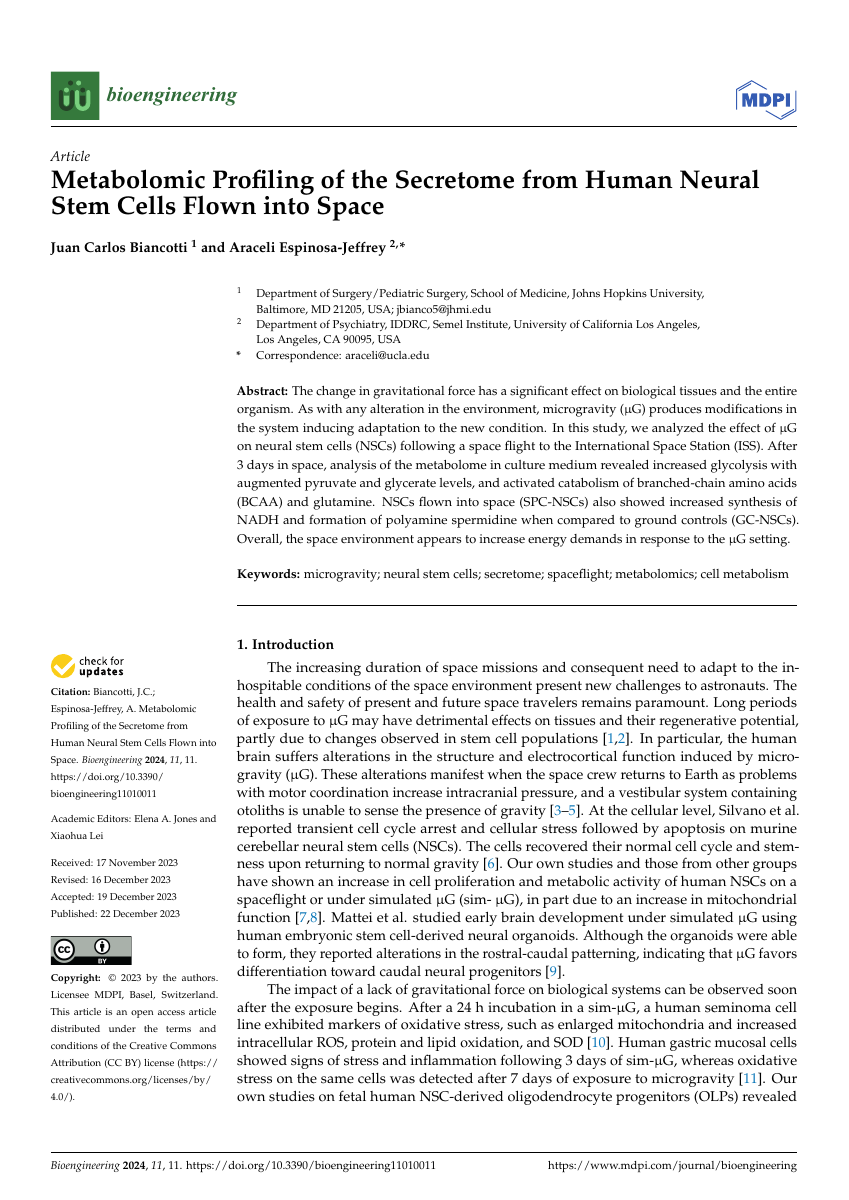 bioengineering
MDPI
Article
Metabolomic Profiling of the Secretome from Human Neural
Stem Cells Flown into Space
Juan Carlos Biancotti 1 and Araceli Espinosa-Jeffrey 2,*
1 Department of Surgery/Pediatric Surgery, School of Medicine, Johns Hopkins University,
Baltimore, MD 21205, USA; jbianco5@jhmi.edu
2 Department of Psychiatry, IDDRC, Semel Institute, University of California Los Angeles,
Los Angeles, CA 90095, USA
* Correspondence: araceli@ucla.edu
Abstract: The change in gravitational force has a significant effect on biological tissues and the entire
organism. As with any alteration in the environment, microgravity (µG) produces modifications in
the system inducing adaptation to the new condition. In this study, we analyzed the effect of µG
on neural stem cells (NSCs) following a space flight to the International Space Station (ISS). After
3 days in space, analysis of the metabolome in culture medium revealed increased glycolysis with
augmented pyruvate and glycerate levels, and activated catabolism of branched-chain amino acids
(BCAA) and glutamine. NSCs flown into space (SPC-NSCs) also showed increased synthesis of
NADH and formation of polyamine spermidine when compared to ground controls (GC-NSCs).
Overall, the space environment appears to increase energy demands in response to the µG setting.
Keywords: microgravity; neural stem cells; secretome; spaceflight; metabolomics; cell metabolism
check for
updates
Citation: Biancotti, J.C.;
Espinosa-Jeffrey, A. Metabolomic
Profiling of the Secretome from
Human Neural Stem Cells Flown into
Space. Bioengineering 2024, 11, 11.
https://doi.org/10.3390/
bioengineering11010011
Academic Editors: Elena A. Jones and
Xiaohua Lei
Received: 17 November 2023
Revised: 16 December 2023
Accepted: 19 December 2023
Published: 22 December 2023
CC BY
Copyright: © 2023 by the authors.
Licensee MDPI, Basel, Switzerland.
This article is an open access article
distributed under the terms and
conditions of the Creative Commons
Attribution (CC BY) license (https://
creativecommons.org/licenses/by/
4.0/).
1. Introduction
The increasing duration of space missions and consequent need to adapt to the in-
hospitable conditions of the space environment present new challenges to astronauts. The
health and safety of present and future space travelers remains paramount. Long periods
of exposure to µG may have detrimental effects on tissues and their regenerative potential,
partly due to changes observed in stem cell populations [1,2]. In particular, the human
brain suffers alterations in the structure and electrocortical function induced by micro-
gravity (µG). These alterations manifest when the space crew returns to Earth as problems
with motor coordination increase intracranial pressure, and a vestibular system containing
otoliths is unable to sense the presence of gravity [3–5]. At the cellular level, Silvano et al.
reported transient cell cycle arrest and cellular stress followed by apoptosis on murine
cerebellar neural stem cells (NSCs). The cells recovered their normal cell cycle and stem-
ness upon returning to normal gravity [6]. Our own studies and those from other groups
have shown an increase in cell proliferation and metabolic activity of human NSCs on a
spaceflight or under simulated µG (sim- µG), in part due to an increase in mitochondrial
function [7,8]. Mattei et al. studied early brain development under simulated µG using
human embryonic stem cell-derived neural organoids. Although the organoids were able
to form, they reported alterations in the rostral-caudal patterning, indicating that µG favors
differentiation toward caudal neural progenitors [9].
The impact of a lack of gravitational force on biological systems can be observed soon
after the exposure begins. After a 24 h incubation in a sim-µG, a human seminoma cell
line exhibited markers of oxidative stress, such as enlarged mitochondria and increased
intracellular ROS, protein and lipid oxidation, and SOD [10]. Human gastric mucosal cells
showed signs of stress and inflammation following 3 days of sim-µG, whereas oxidative
stress on the same cells was detected after 7 days of exposure to microgravity [11]. Our
own studies on fetal human NSC-derived oligodendrocyte progenitors (OLPs) revealed
Bioengineering 2024, 11, 11. https://doi.org/10.3390/bioengineering11010011
https://www.mdpi.com/journal/bioengineering